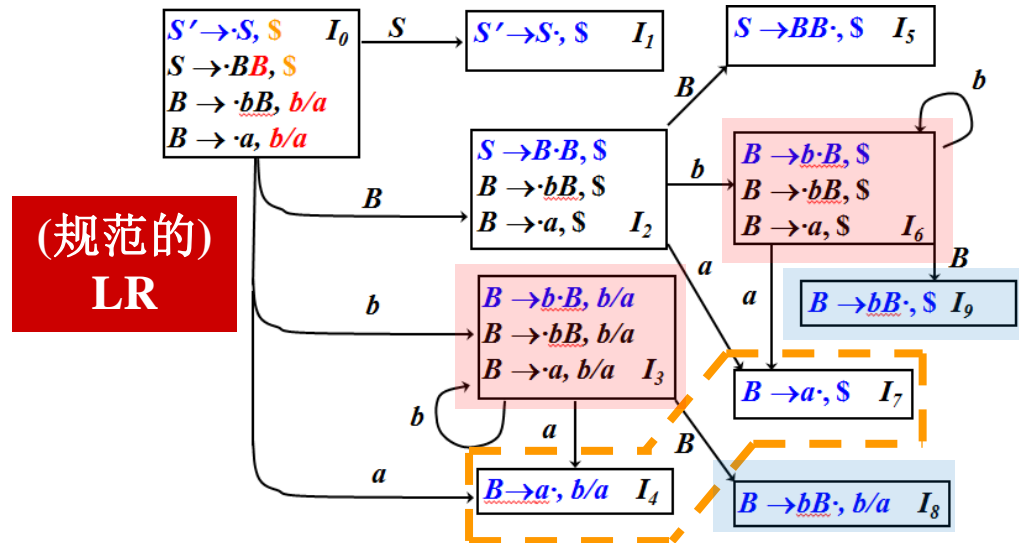 S′→·S, $ I₀
S →·BB, $
B → ·bB, b/a
B → ·a, b/a
S
S′→S·, $ I₁
S →BB·, $ I₅
B
b
S →B·B, $
B →·bB, $
B →·a, $ I₂
B
b
B →b·B, $
B →·bB, $
B →·a, $ I₆
(规范的)
LR
a
a
B
B →bB·, $ I₉
b
B →b·B, b/a
B →·bB, b/a
B →·a, b/a I₃
b
a
B
B →a·, $ I₇
a
B→a·, b/a I₄
B →bB·, b/a I₈